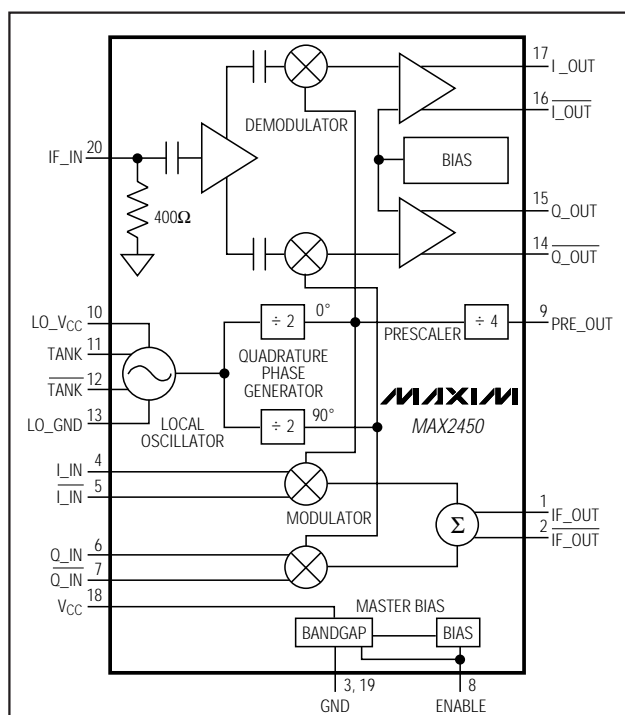 17
I_OUT
16
I_OUT
DEMODULATOR
IF_IN
20
BIAS
400Ω
15
Q_OUT
14
Q_OUT
LO_VCC
10
÷ 2
0°
PRESCALER
÷ 4
9
PRE_OUT
TANK
11
QUADRATURE
PHASE
GENERATOR
TANK
12
MAXIM
MAX2450
LO_GND
13
LOCAL
OSCILLATOR
÷ 2
90°
I_IN
4
I_IN
5
MODULATOR
Σ
1
IF_OUT
2
IF_OUT
Q_IN
6
Q_IN
7
VCC
18
MASTER BIAS
BANDGAP
BIAS
3, 19
8
GND
ENABLE